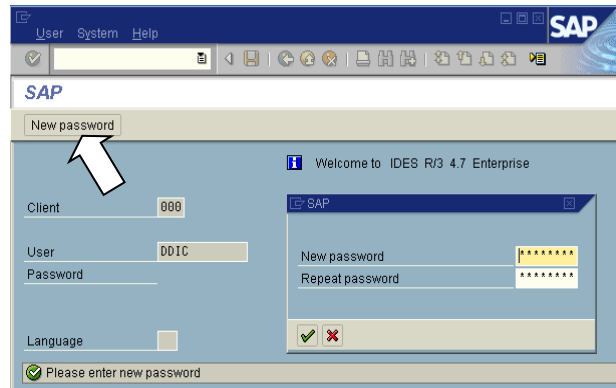 User System Help
SAP
SAP
New password
Welcome to IDES R/3 4.7 Enterprise
Client 000
SAP
User DDIC
New password ********
Password
Repeat password ********
Language
Please enter new password